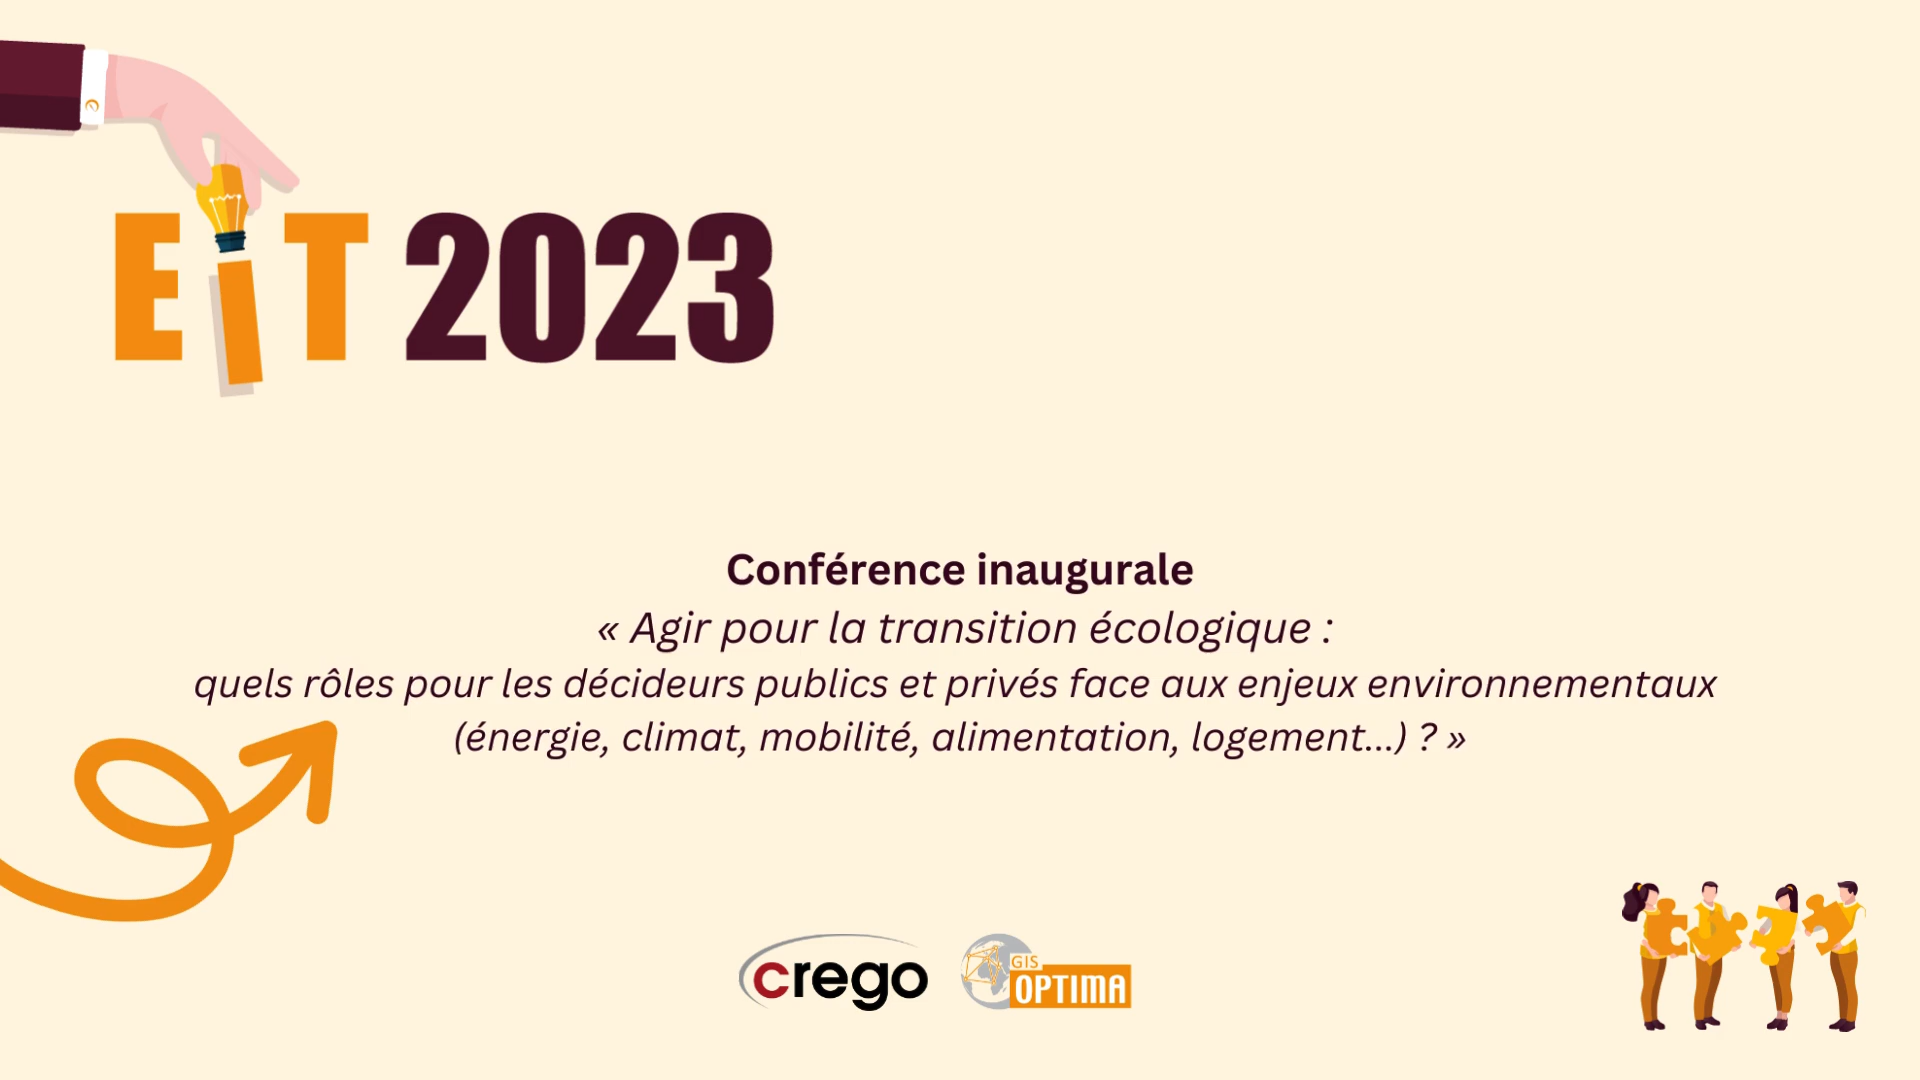 EIT 2023
Conférence inaugurale
« Agir pour la transition écologique :
quels rôles pour les décideurs publics et privés face aux enjeux environnementaux
(énergie, climat, mobilité, alimentation, logement...) ? »
crego
GIS
OPTIMA